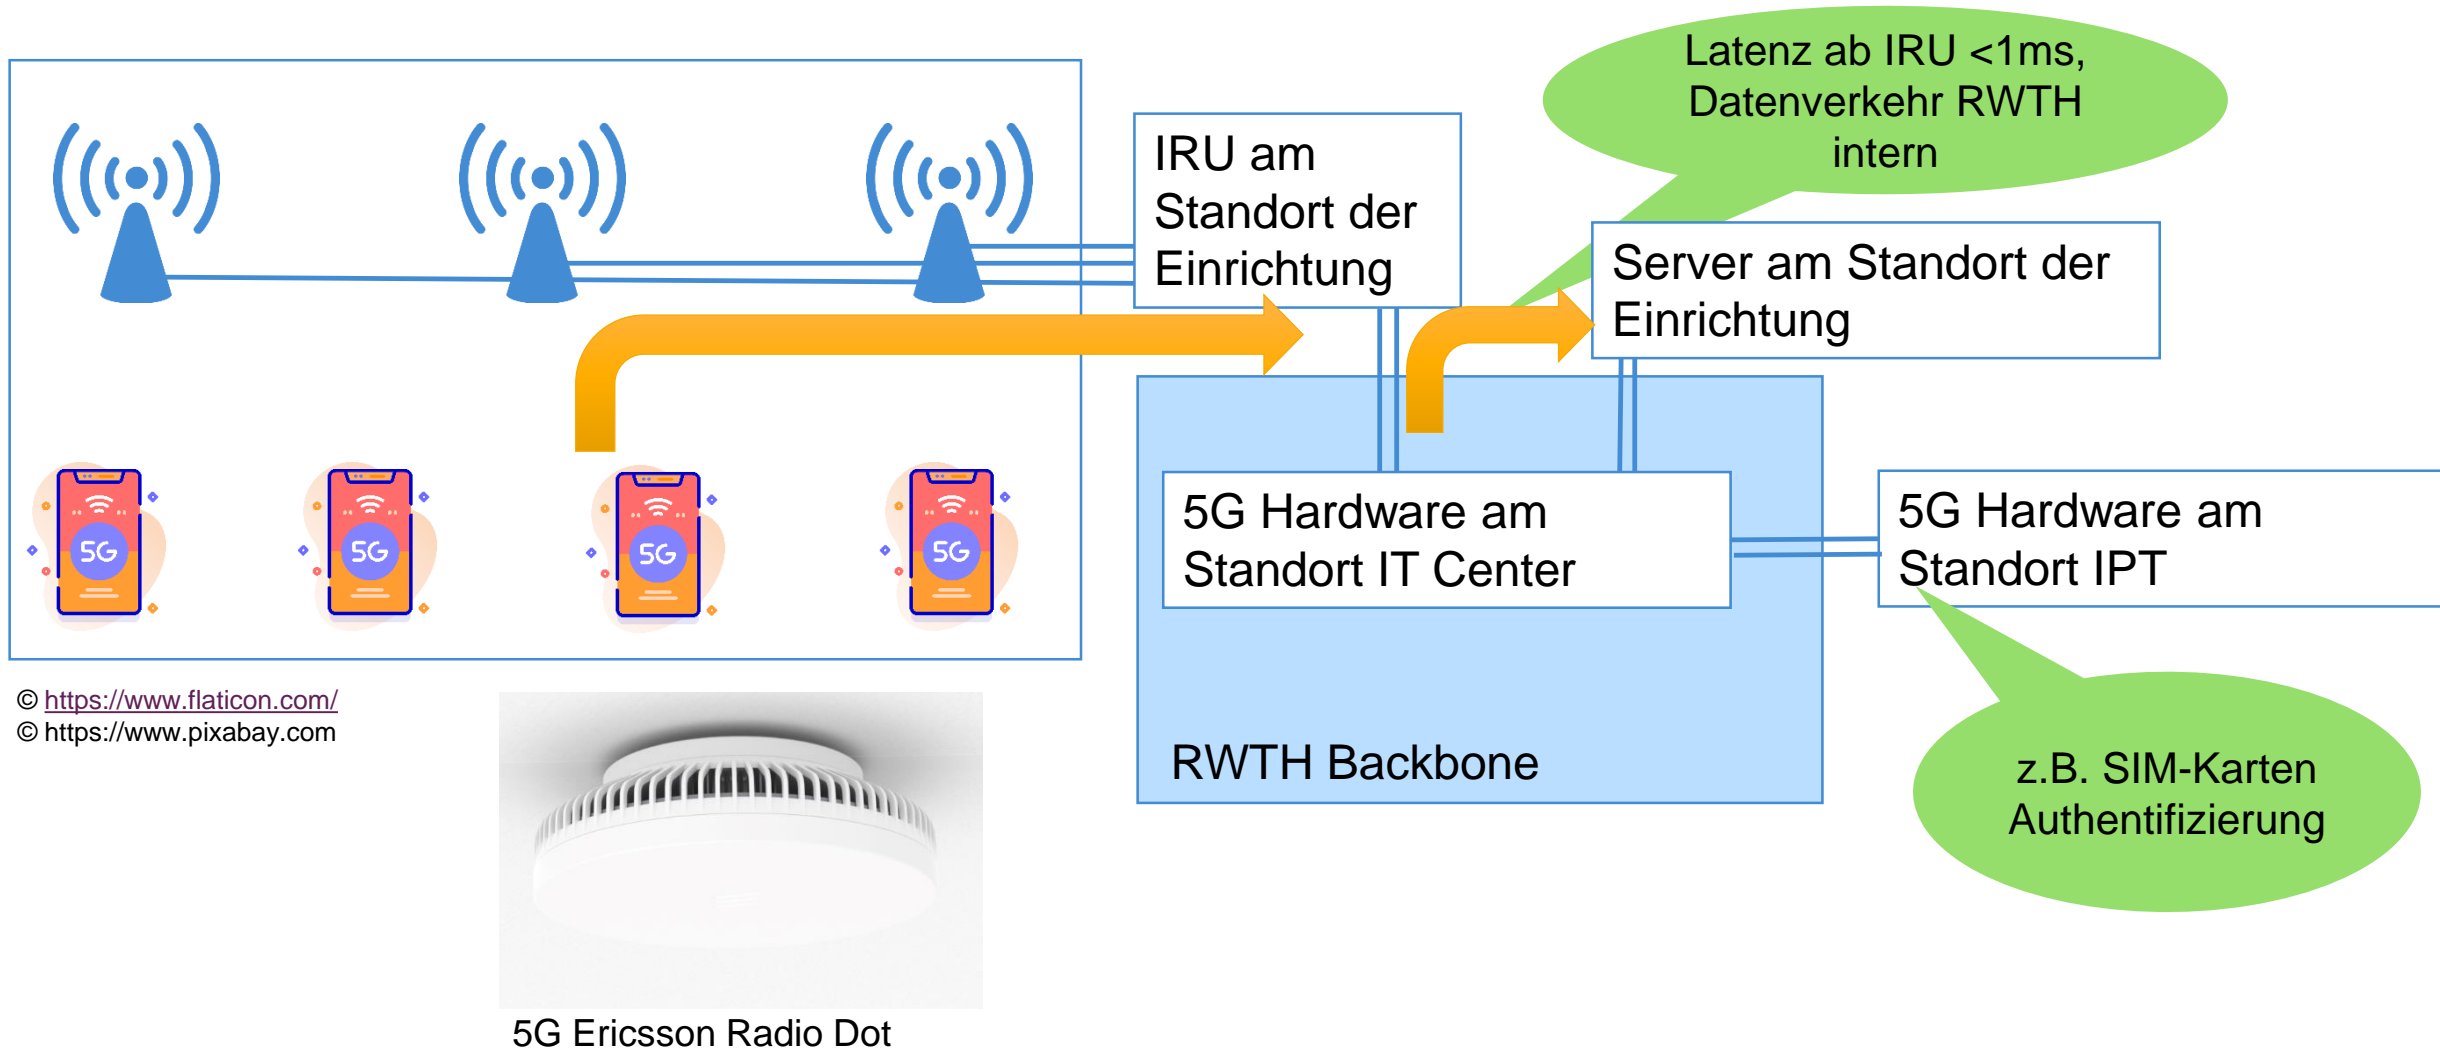 Latenz ab IRU <1ms,
Datenverkehr RWTH
intern
IRU am
Standort der
Einrichtung
Server am Standort der
Einrichtung
5G
5G
5G
5G
5G Hardware am
Standort IT Center
5G Hardware am
Standort IPT
RWTH Backbone
z.B. SIM-Karten
Authentifizierung
© https://www.flaticon.com/
© https://www.pixabay.com
5G Ericsson Radio Dot